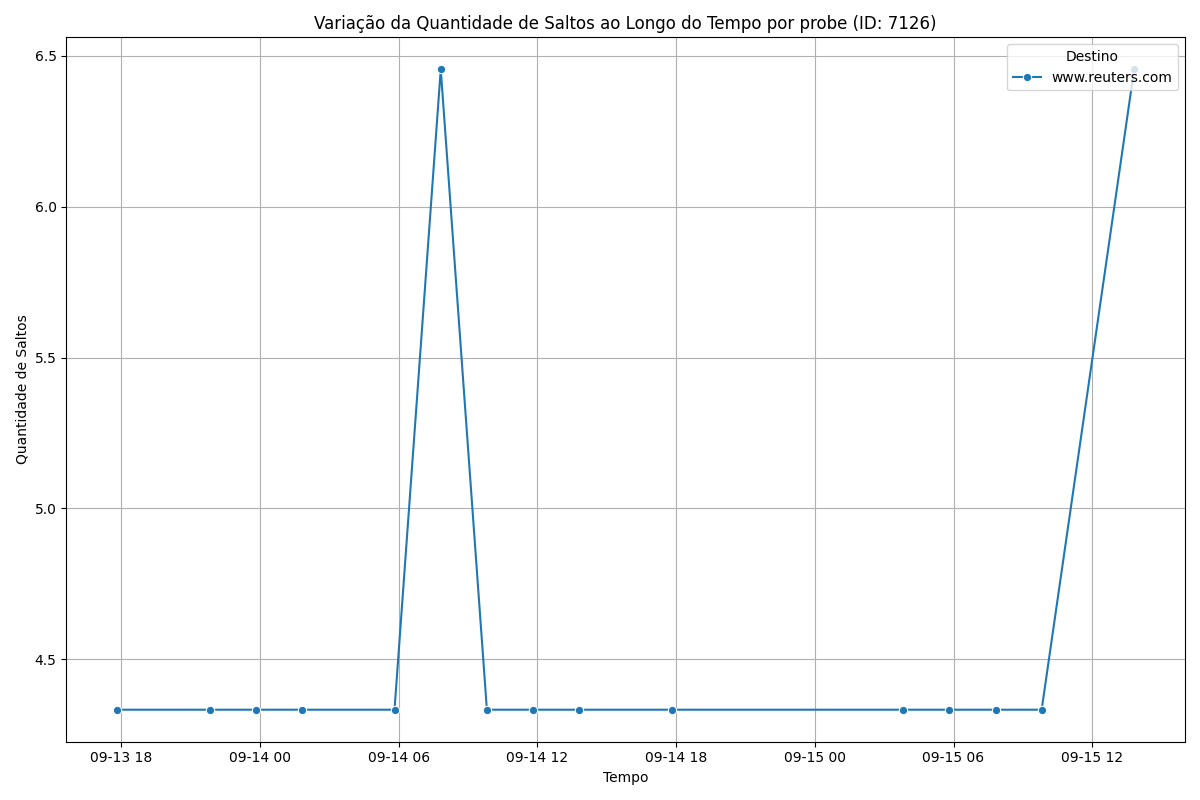 Variação da Quantidade de Saltos ao Longo do Tempo por probe (ID: 7126)
Destino
www.reuters.com
6.5
6.0
5.5
5.0
4.5
Quantidade de Saltos
09-13 18
09-14 00
09-14 06
09-14 12
09-14 18
09-15 00
09-15 06
09-15 12
Tempo